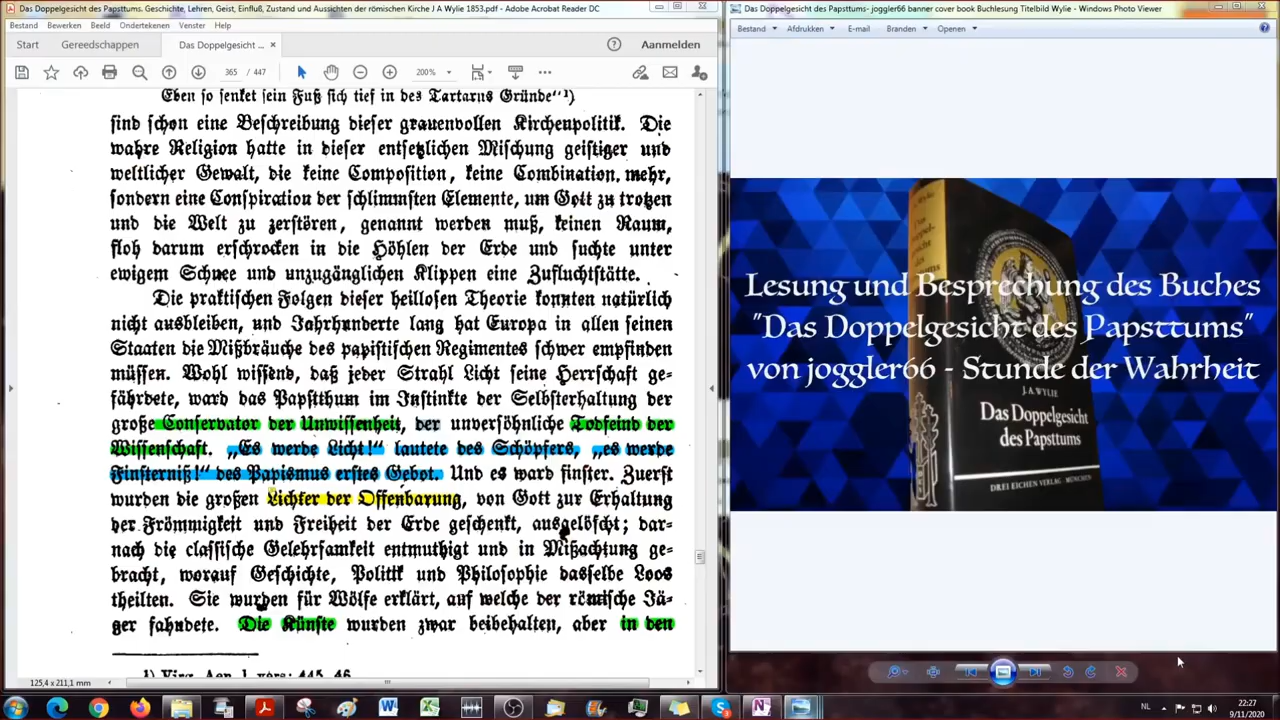 Das Doppelgesicht des Papsttums. Geschichte, Lehren, Geist, Einfluß, Zustand und Aussichten der römischen Kirche J A Wylie 1853.pdf - Adobe Acrobat Reader DC
Bestand Bewerken Beeld Ondertekenen Venster Help
Start Gereedschappen Das Doppelgesicht ... × Aanmelden
365 / 447 200%
Eben so senket sein Fuß sich tief in des Tartarus Gründe“¹)
sind schon eine Beschreibung dieser grauenvollen Kirchenpolitik. Die
wahre Religion hatte in dieser entsetzlichen Mischung geistiger und
weltlicher Gewalt, die keine Composition, keine Combination mehr,
sondern eine Conspiration der schlimmsten Elemente, um Gott zu trotzen
und die Welt zu zerstören, genannt werden muß, keinen Raum,
floh darum erschrocken in die Höhlen der Erde und suchte unter
ewigem Schnee und unzugänglichen Klippen eine Zufluchtstätte.
Die praktischen Folgen dieser heillosen Theorie konnten natürlich
nicht ausbleiben, und Jahrhunderte lang hat Europa in allen seinen
Staaten die Mißbräuche des papistischen Regimentes schwer empfinden
müssen. Wohl wissend, daß jeder Strahl Licht seine Herrschaft ge-
fährdete, ward das Papstthum im Instinkte der Selbsterhaltung der
große Conservator der Unwissenheit, der unversöhnliche Todfeind der
Wissenschaft. „Es werde Licht!“ lautete des Schöpfers, „es werde
Finsterniß!“ des Papismus erstes Gebot. Und es ward finster. Zuerst
wurden die großen Lichter der Offenbarung, von Gott zur Erhaltung
der Frömmigkeit und Freiheit der Erde geschenkt, ausgelöscht; dar-
nach die classische Gelehrsamkeit entmuthigt und in Mißachtung ge-
bracht, worauf Geschichte, Politik und Philosophie dasselbe Loos
theilten. Sie wurden für Wölfe erklärt, auf welche der römische Jä-
ger fahndete. Die Künste wurden zwar beibehalten, aber in den
1) Virg. Aen. l. vers: 445. 46.
125,4 x 211,1 mm
Das Doppelgesicht des Papsttums- joggler66 banner cover book Buchlesung Titelbild Wylie - Windows Photo Viewer
Bestand Afdrukken E-mail Branden Openen
Lesung und Besprechung des Buches
"Das Doppelgesicht des Papsttums"
von joggler66 - Stunde der Wahrheit
J.A.WYLIE
Das Doppelgesicht
des Papsttums
DREI EICHEN VERLAG · MÜNCHEN
NL
22:27
9/11/2020